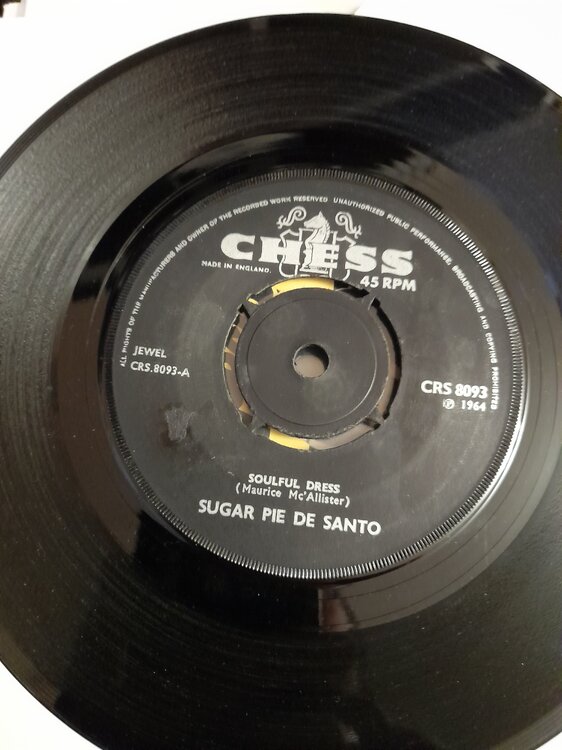 ALL RIGHTS OF THE MANUFACTURERS AND OWNER OF THE RECORDED WORK RESERVED UNAUTHORIZED PUBLIC PERFORMANCE, BROADCASTING AND COPYING PROHIBITED
CHESS
MADE IN ENGLAND.
45 RPM
JEWEL
CRS.8093-A
CRS 8093
℗ 1964
SOULFUL DRESS
(Maurice Mc'Allister)
SUGAR PIE DE SANTO